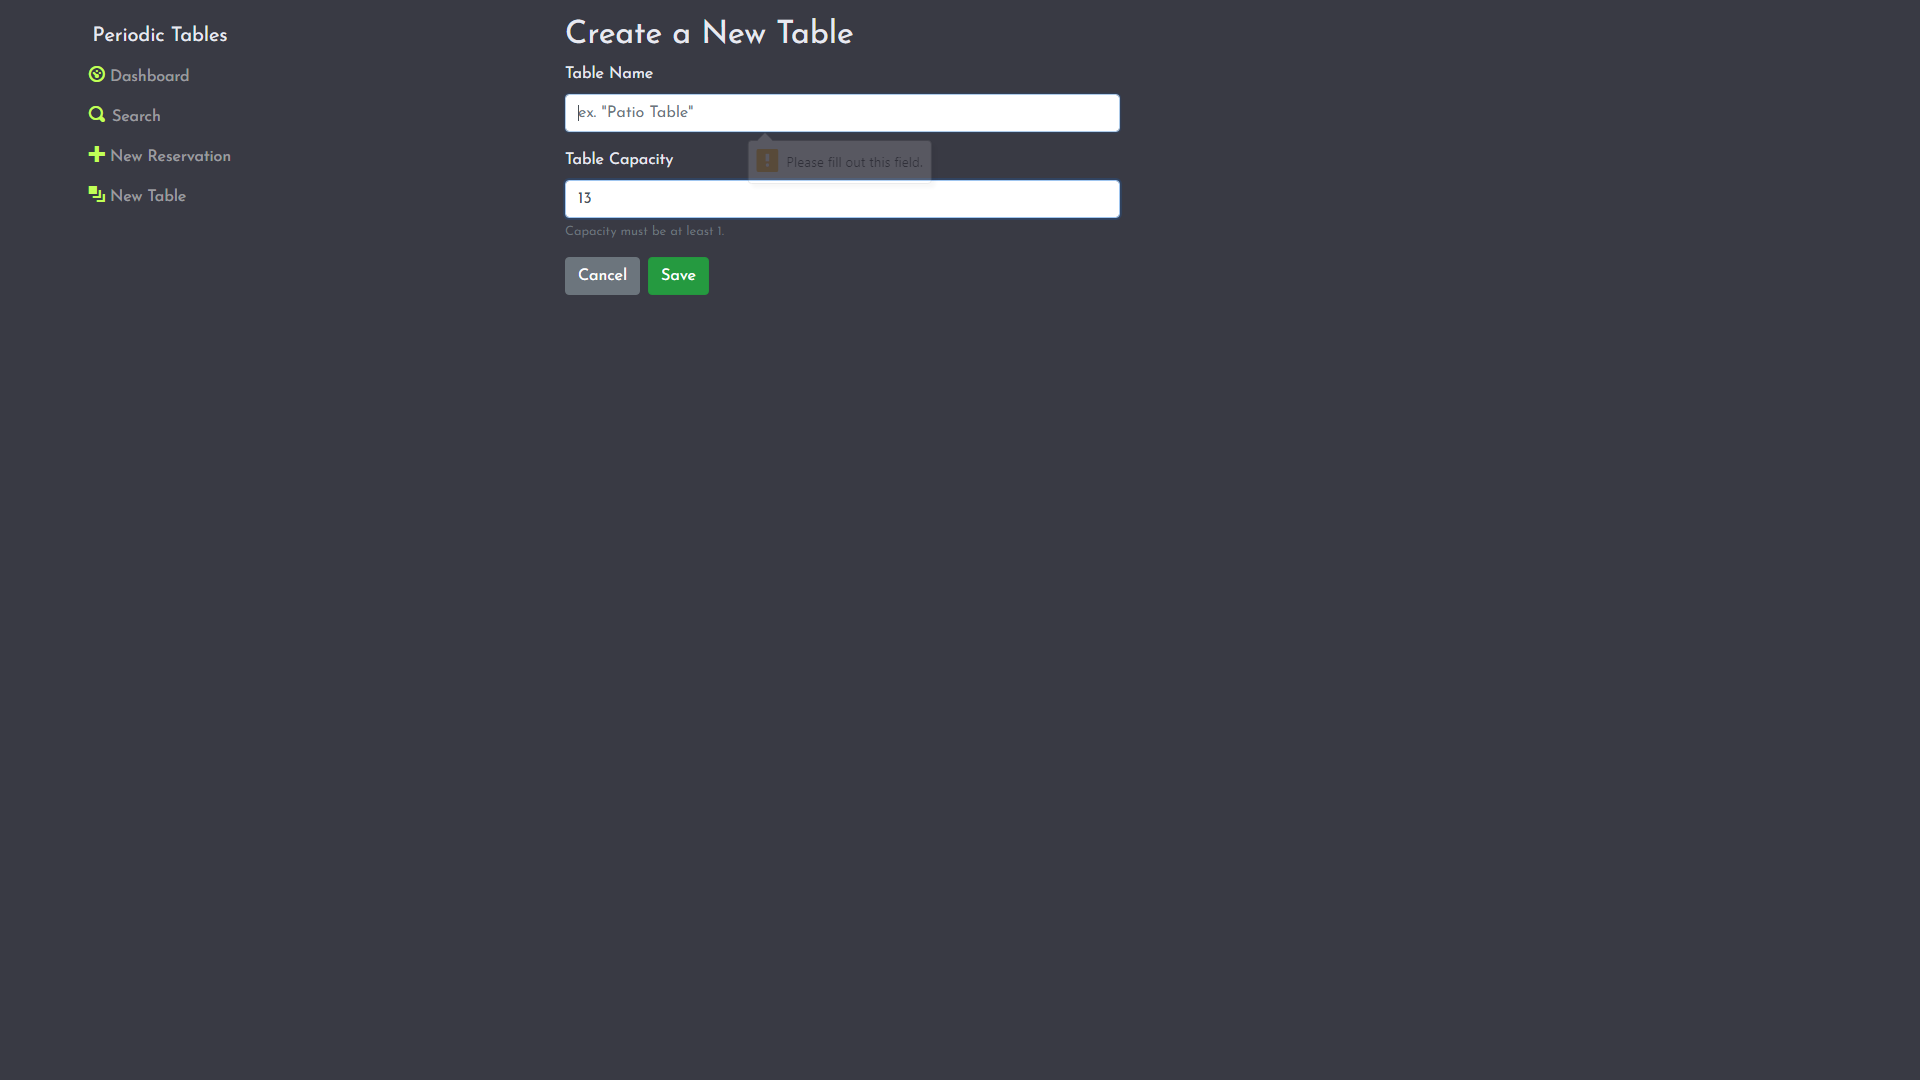 Periodic Tables
Dashboard
Search
New Reservation
New Table
Create a New Table
Table Name
ex. "Patio Table"
Please fill out this field.
Table Capacity
13
Capacity must be at least 1.
Cancel
Save